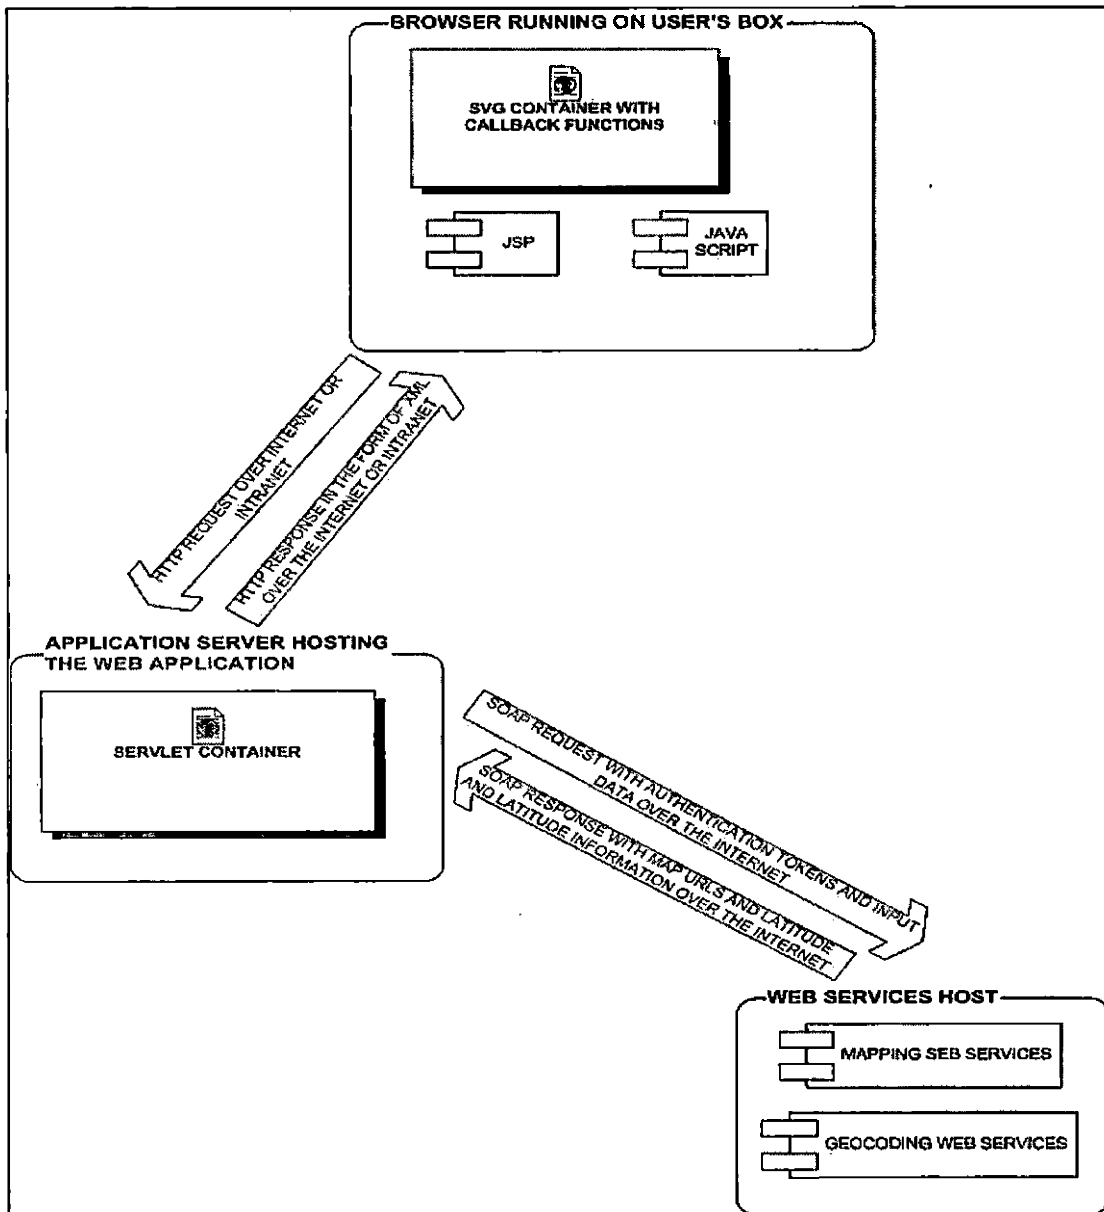 BROWSER RUNNING ON USER'S BOX
SVG CONTAINER WITH
CALLBACK FUNCTIONS
JSP
JAVA
SCRIPT
HTTP REQUEST OVER INTERNET OR
INTRANET
HTTP RESPONSE IN THE FORM OF XML
OVER THE INTERNET OR INTRANET
APPLICATION SERVER HOSTING
THE WEB APPLICATION
SERVLET CONTAINER
SOAP REQUEST WITH AUTHENTICATION TOKENS AND INPUT
DATA OVER THE INTERNET
SOAP RESPONSE WITH MAP URLS AND LATITUDE
AND LATITUDE INFORMATION OVER THE INTERNET
WEB SERVICES HOST
MAPPING SEB SERVICES
GEOCODING WEB SERVICES